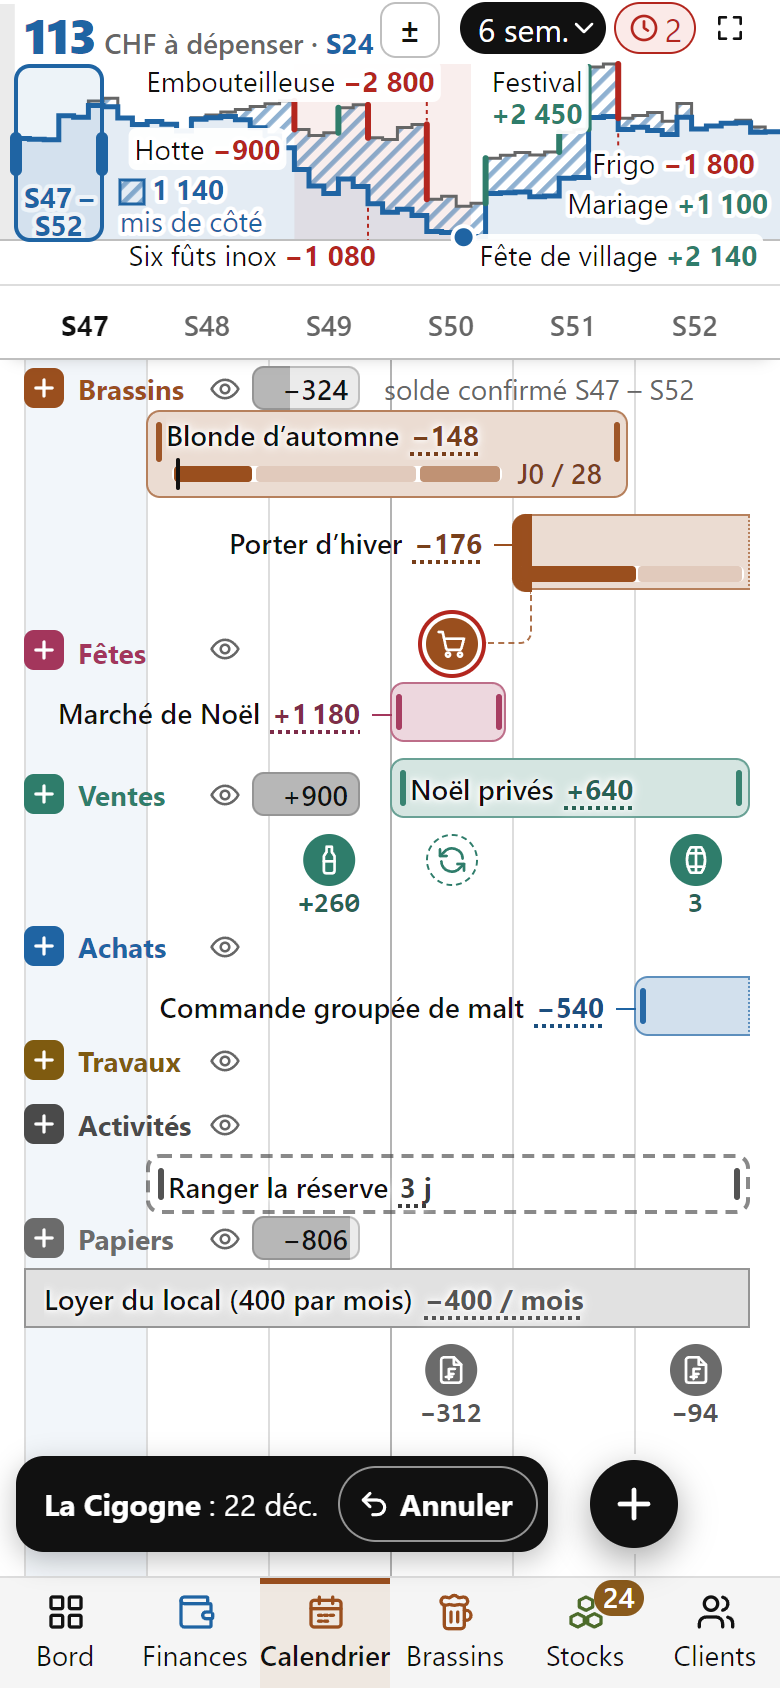 113 CHF à dépenser · S24
±
6 sem.
2
Embouteilleuse −2 800
Festival
+2 450
Hotte −900
Frigo −1 800
1 140
mis de côté
S47 –
S52
Mariage +1 100
Six fûts inox −1 080
Fête de village +2 140
S47 S48 S49 S50 S51 S52
Brassins −324 solde confirmé S47 – S52
Blonde d’automne −148
J0 / 28
Porter d’hiver −176
Fêtes
Marché de Noël +1 180
Ventes +900
Noël privés +640
+260
3
Achats
Commande groupée de malt −540
Travaux
Activités
Ranger la réserve 3 j
Papiers −806
Loyer du local (400 par mois) −400 / mois
−312
−94
La Cigogne : 22 déc. Annuler
24
Bord Finances Calendrier Brassins Stocks Clients